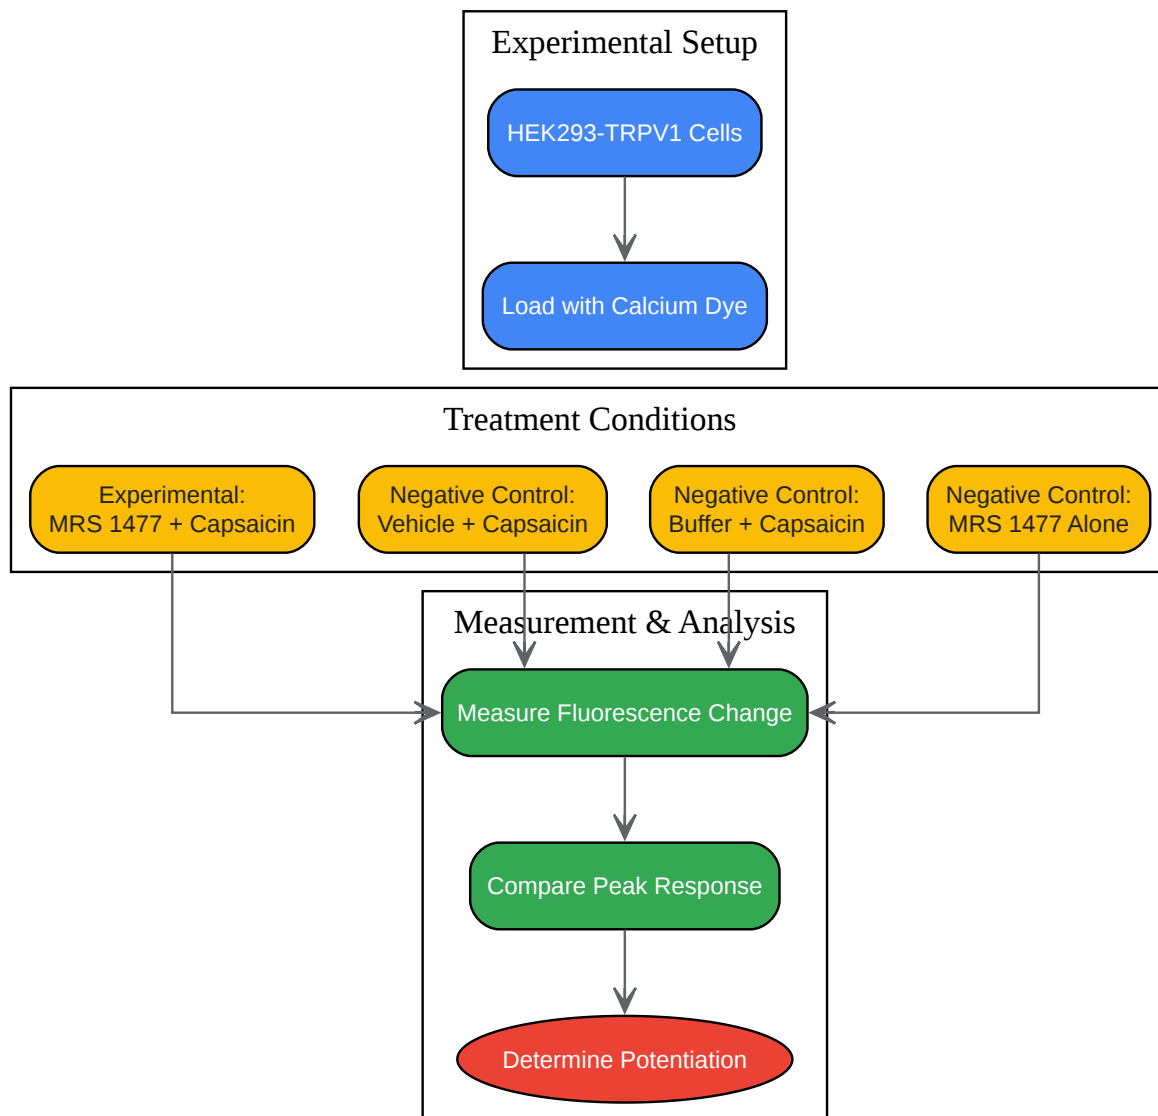 Experimental Setup
HEK293-TRPV1 Cells
Load with Calcium Dye
Treatment Conditions
Experimental:
MRS 1477 + Capsaicin
Negative Control:
Vehicle + Capsaicin
Negative Control:
Buffer + Capsaicin
Negative Control:
MRS 1477 Alone
Measurement & Analysis
Measure Fluorescence Change
Compare Peak Response
Determine Potentiation